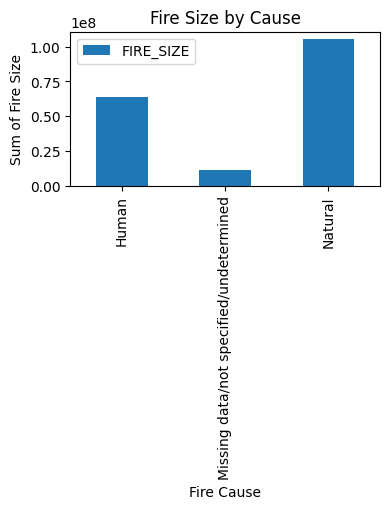 Fire Size by Cause
1e8
1.00
0.75
0.50
0.25
0.00
Sum of Fire Size
FIRE_SIZE
Human
Missing data/not specified/undetermined
Natural
Fire Cause